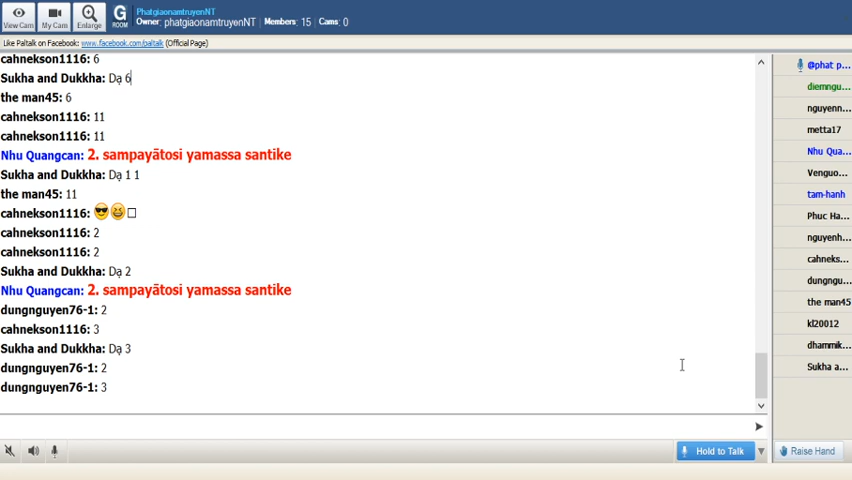 View Cam
My Cam
Enlarge
G
ROOM
PhatgiaonamtruyenNT
Owner: phatgiaonamtruyenNT Members: 15 Cams: 0
Like Paltalk on Facebook: www.facebook.com/paltalk (Official Page)
cahnekson1116: 6
Sukha and Dukkha: Dạ 6
the man45: 6
cahnekson1116: 11
cahnekson1116: 11
Nhu Quangcan: 2. sampayātosi yamassa santike
Sukha and Dukkha: Dạ 1 1
the man45: 11
cahnekson1116: 😎😆□
cahnekson1116: 2
cahnekson1116: 2
Sukha and Dukkha: Dạ 2
Nhu Quangcan: 2. sampayātosi yamassa santike
dungnguyen76-1: 2
cahnekson1116: 3
Sukha and Dukkha: Dạ 3
dungnguyen76-1: 2
dungnguyen76-1: 3
@phat p...
diemngu...
nguyenn...
metta17
Nhu Qua...
Venguo...
tam-hanh
Phuc Ha...
nguyenh...
cahneks...
dungngu...
the man45
kl20012
dhammik...
Sukha a...
Hold to Talk
Raise Hand